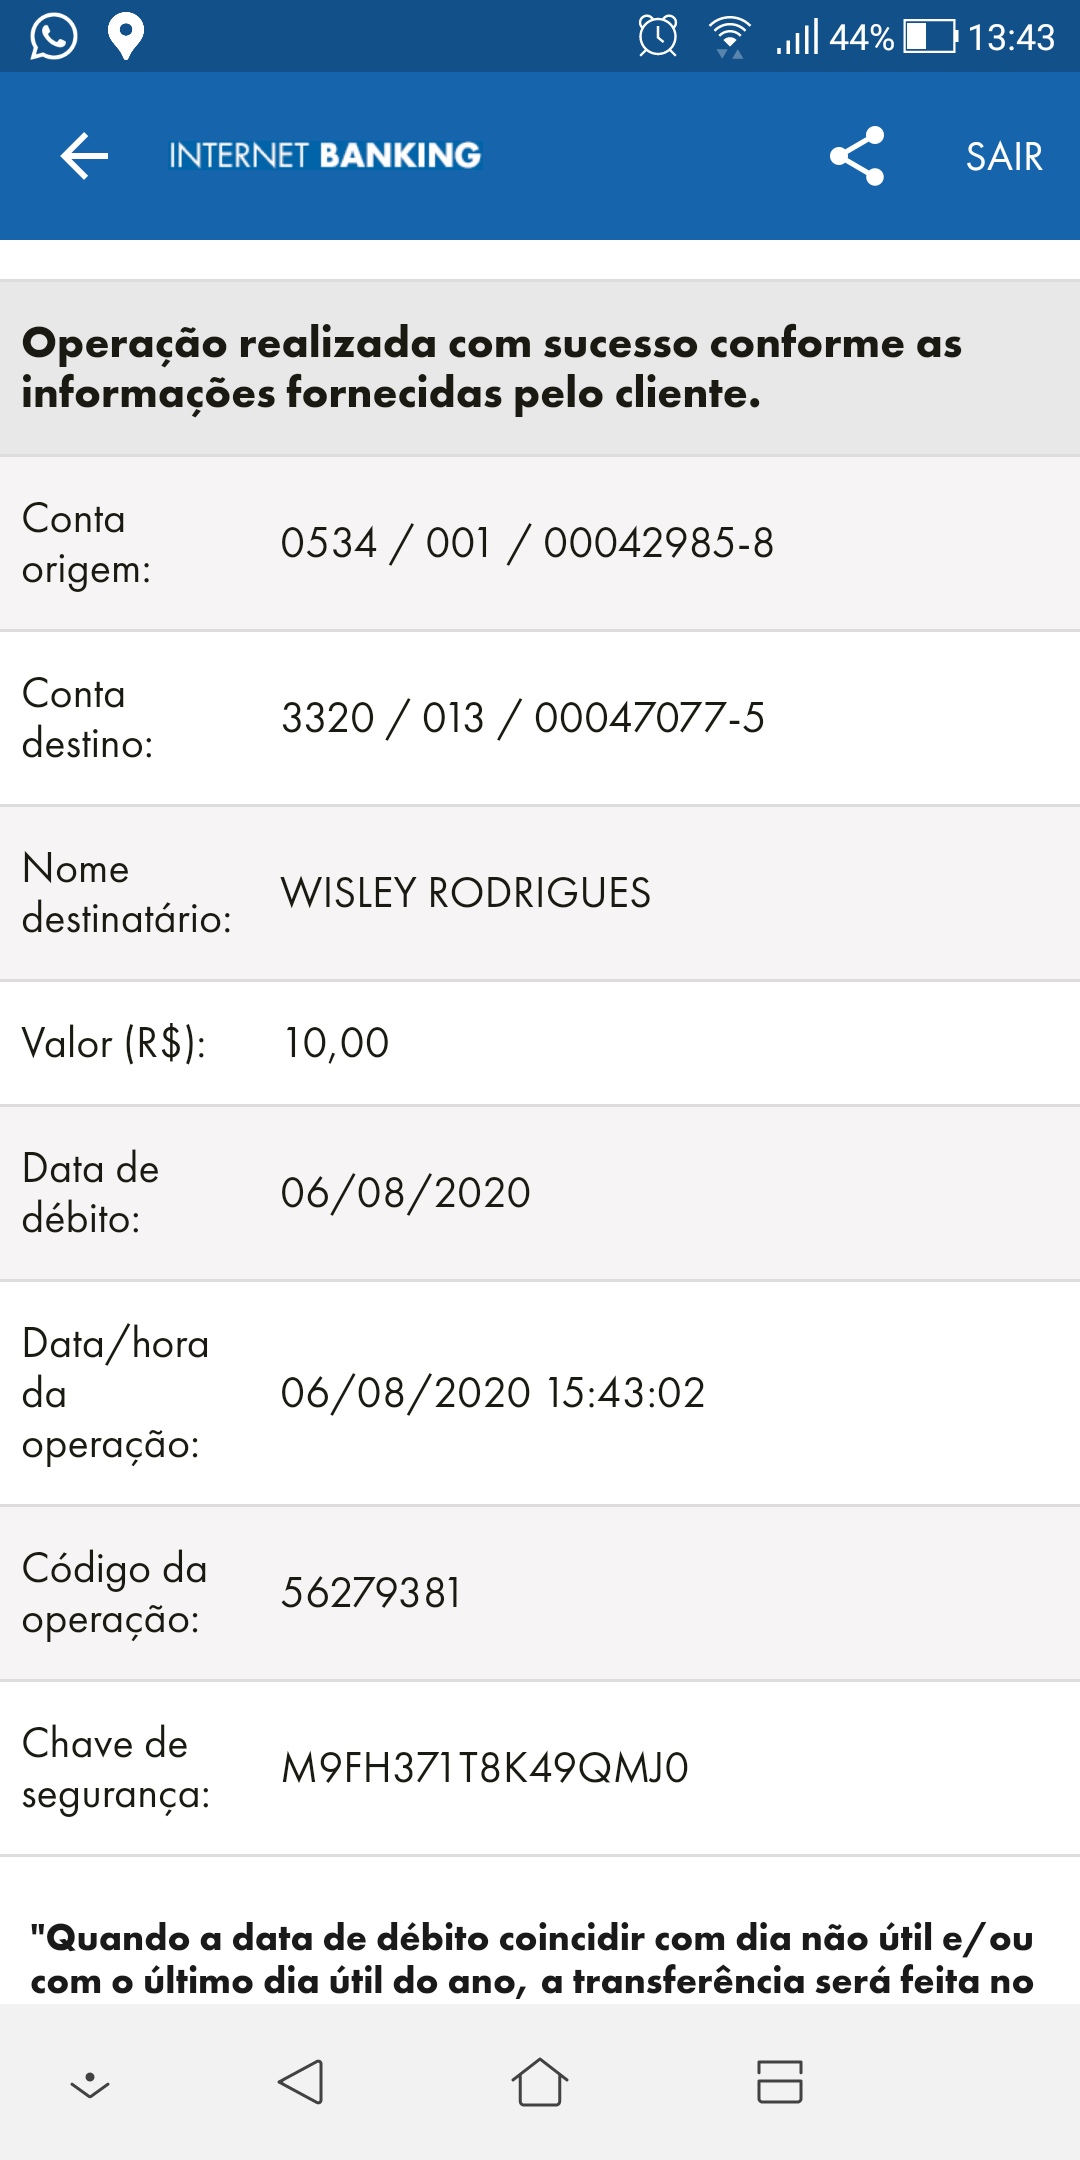 44% 13:43
INTERNET BANKING SAIR
Operação realizada com sucesso conforme as
informações fornecidas pelo cliente.
Conta
origem:
0534 / 001 / 00042985-8
Conta
destino:
3320 / 013 / 00047077-5
Nome
destinatário:
WISLEY RODRIGUES
Valor (R$): 10,00
Data de
débito:
06/08/2020
Data/hora
da
operação:
06/08/2020 15:43:02
Código da
operação:
56279381
Chave de
segurança:
M9FH371T8K49QMJ0
"Quando a data de débito coincidir com dia não útil e/ou
com o último dia útil do ano, a transferência será feita no